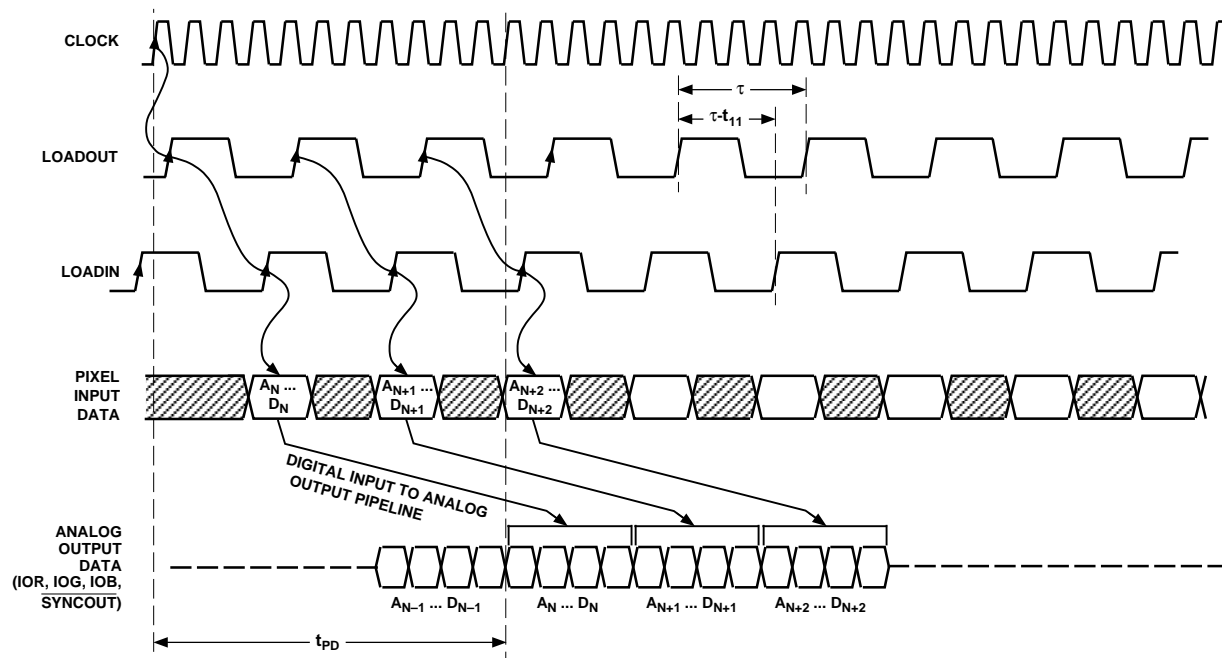 CLOCK
τ
τ-t11
LOADOUT
LOADIN
PIXEL
INPUT
DATA
AN ...
DN
AN+1 ...
DN+1
AN+2 ...
DN+2
DIGITAL INPUT TO ANALOG
OUTPUT PIPELINE
ANALOG
OUTPUT
DATA
(IOR, IOG, IOB,
SYNCOUT)
AN–1 ... DN–1
AN ... DN
AN+1 ... DN+1
AN+2 ... DN+2
tPD